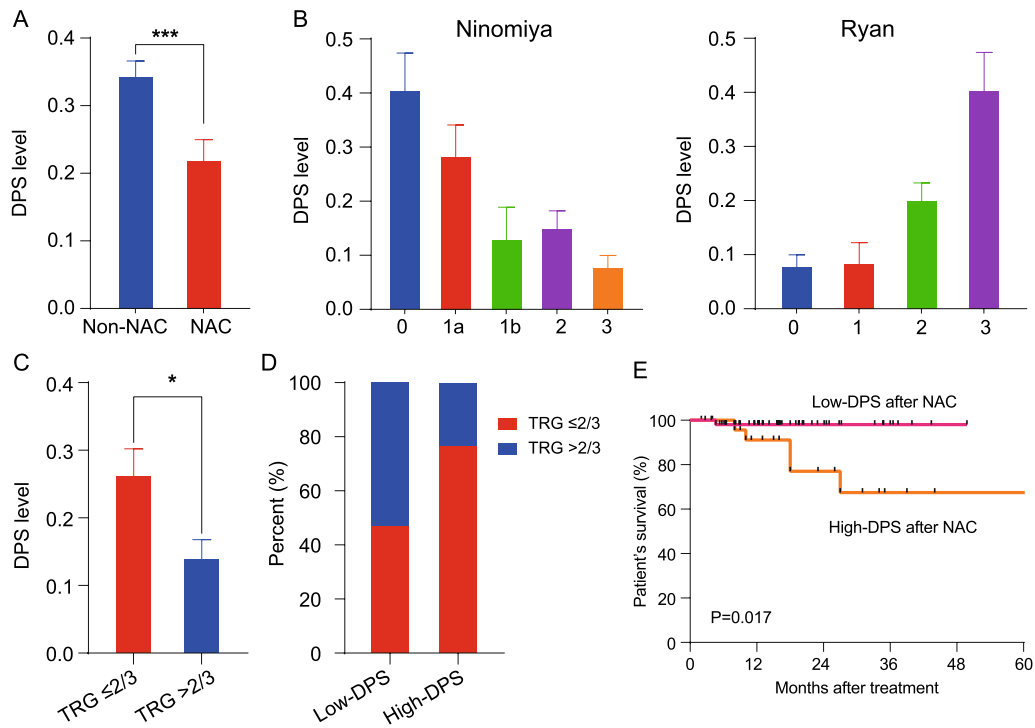 A
***
DPS level
0.4
0.3
0.2
0.1
0.0
Non-NAC
NAC
B
Ninomiya
DPS level
0.5
0.4
0.3
0.2
0.1
0.0
0
1a
1b
2
3
Ryan
DPS level
0.5
0.4
0.3
0.2
0.1
0.0
0
1
2
3
C
*
DPS level
0.4
0.3
0.2
0.1
0.0
TRG ≤2/3
TRG >2/3
D
Percent (%)
100
80
60
40
20
0
Low-DPS
High-DPS
TRG ≤2/3
TRG >2/3
E
Low-DPS after NAC
High-DPS after NAC
P=0.017
Patient's survival (%)
100
80
60
40
20
0
0
12
24
36
48
60
Months after treatment